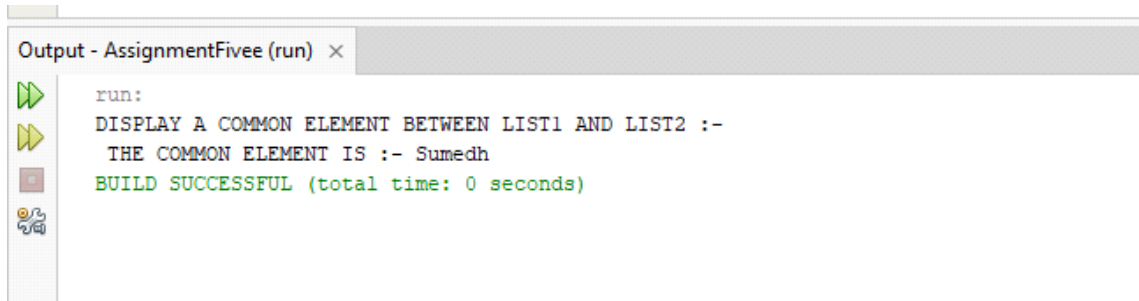 Output - AssignmentFivee (run) ×
run:
DISPLAY A COMMON ELEMENT BETWEEN LIST1 AND LIST2 :-
THE COMMON ELEMENT IS :- Sumedh
BUILD SUCCESSFUL (total time: 0 seconds)